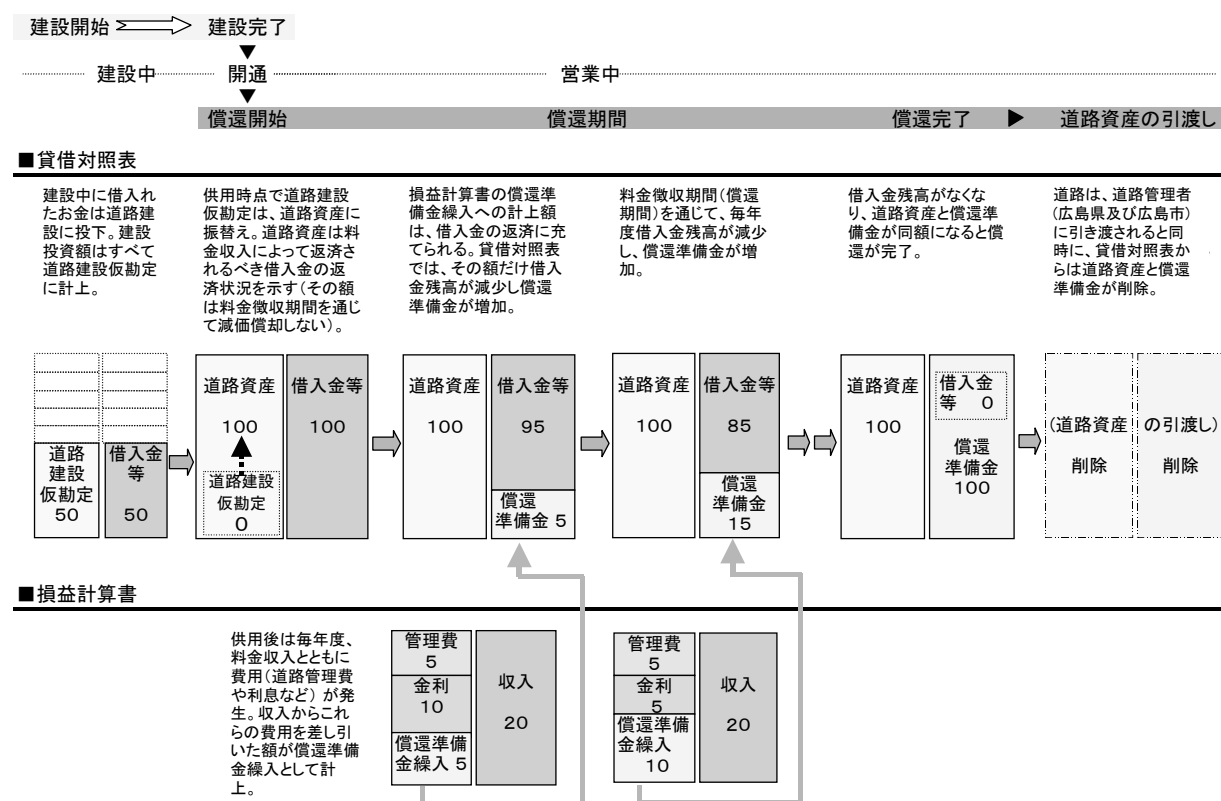 建設開始 建設完了
▼
建設中 開通 営業中
▼
償還開始 償還期間 償還完了 ▶ 道路資産の引渡し
■貸借対照表
建設中に借入れ
たお金は道路建
設に投下。建設
投資額はすべて
道路建設仮勘定
に計上。
供用時点で道路建設
仮勘定は、道路資産に
振替え。道路資産は料
金収入によって返済さ
れるべき借入金の返
済状況を示す(その額
は料金徴収期間を通じ
て減価償却しない)。
損益計算書の償還準
備金繰入への計上額
は、借入金の返済に充
てられる。貸借対照表
では、その額だけ借入
金残高が減少し償還
準備金が増加。
料金徴収期間(償還
期間)を通じて、毎年
度借入金残高が減少
し、償還準備金が増
加。
借入金残高がなくな
り、道路資産と償還準
備金が同額になると償
還が完了。
道路は、道路管理者
(広島県及び広島市)
に引き渡されると同
時に、貸借対照表か
らは道路資産と償還
準備金が削除。
道路
建設
仮勘定
50
借入金
等
50
道路資産
100
道路建設
仮勘定
0
借入金等
100
道路資産
100
借入金等
95
償還
準備金 5
道路資産
100
借入金等
85
償還
準備金
15
道路資産
100
借入金
等 0
償還
準備金
100
(道路資産 の引渡し)
削除 削除
■損益計算書
供用後は毎年度、
料金収入とともに
費用(道路管理費
や利息など)が発
生。収入からこれ
らの費用を差し引
いた額が償還準備
金繰入として計
上。
管理費
5
金利
10
償還準備
金繰入 5
収入
20
管理費
5
金利
5
償還準備
金繰入
10
収入
20